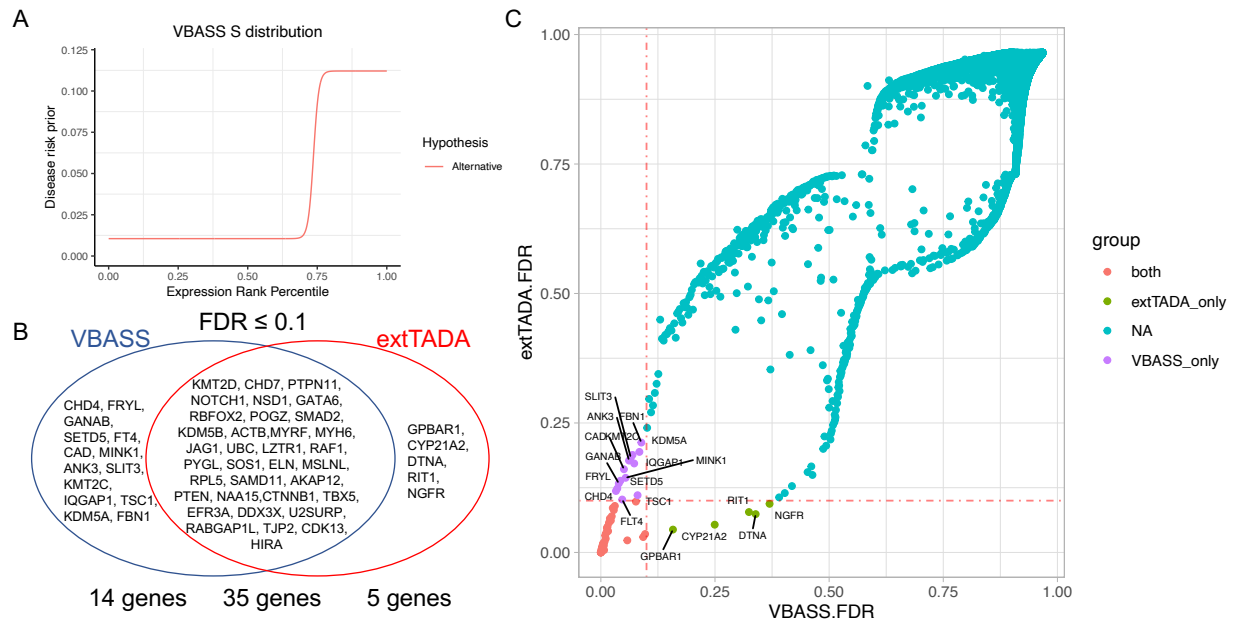 A
VBASS S distribution
0.125
0.100
0.075
0.050
0.025
0.000
Disease risk prior
0.00
0.25
0.50
0.75
1.00
Expression Rank Percentile
Hypothesis
Alternative
B
FDR ≤ 0.1
VBASS
extTADA
CHD4, FRYL,
GANAB,
SETD5, FT4,
CAD, MINK1,
ANK3, SLIT3,
KMT2C,
IQGAP1, TSC1,
KDM5A, FBN1
KMT2D, CHD7, PTPN11,
NOTCH1, NSD1, GATA6,
RBFOX2, POGZ, SMAD2,
KDM5B, ACTB,MYRF, MYH6,
JAG1, UBC, LZTR1, RAF1,
PYGL, SOS1, ELN, MSLNL,
RPL5, SAMD11, AKAP12,
PTEN, NAA15,CTNNB1, TBX5,
EFR3A, DDX3X, U2SURP,
RABGAP1L, TJP2, CDK13,
HIRA
GPBAR1,
CYP21A2,
DTNA,
RIT1,
NGFR
14 genes
35 genes
5 genes
C
1.00
0.75
0.50
0.25
0.00
extTADA.FDR
SLIT3
ANK3
FBN1
CAD
KMT2C
KDM5A
GANAB
IQGAP1
MINK1
FRYL
SETD5
CHD4
TSC1
FLT4
RIT1
NGFR
DTNA
CYP21A2
GPBAR1
0.00
0.25
0.50
0.75
1.00
VBASS.FDR
group
both
extTADA_only
NA
VBASS_only